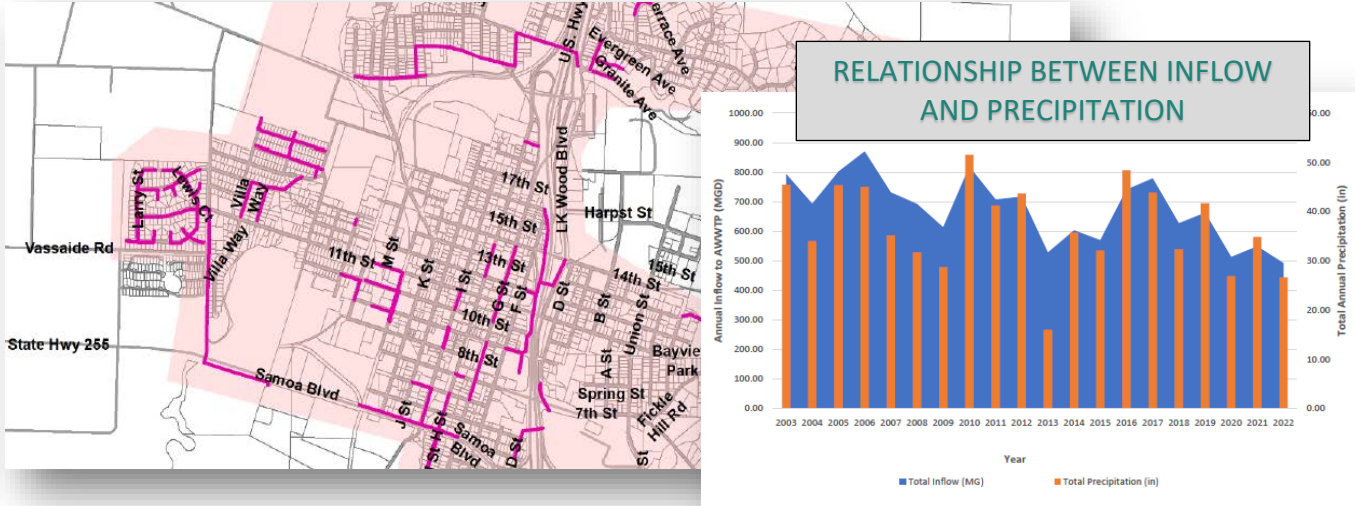 U.S. Hwy
Evergreen Ave
Granite Ave
LK Wood Blvd
17th St
15th St
Harpst St
13th St
14th St
15th St
11th St
10th St
8th St
7th St
Spring St
Larry St
Lewis Ct
Villa
Way
Villa Way
Vassaide Rd
State Hwy 255
Samoa Blvd
M St
K St
I St
G St
F St
D St
B St
A St
Union St
Bayvie
Park
Fickle
Hill Rd
J St
H St
Samoa
Blvd
D St
St
RELATIONSHIP BETWEEN INFLOW
AND PRECIPITATION
Annual Inflow to AWWTP (MGD)
1000.00
900.00
800.00
700.00
600.00
500.00
400.00
300.00
200.00
100.00
0.00
50.00
40.00
30.00
20.00
10.00
0.00
Total Annual Precipitation (in)
2003 2004 2005 2006 2007 2008 2009 2010 2011 2012 2013 2014 2015 2016 2017 2018 2019 2020 2021 2022
Year
Total Inflow (MG) Total Precipitation (in)